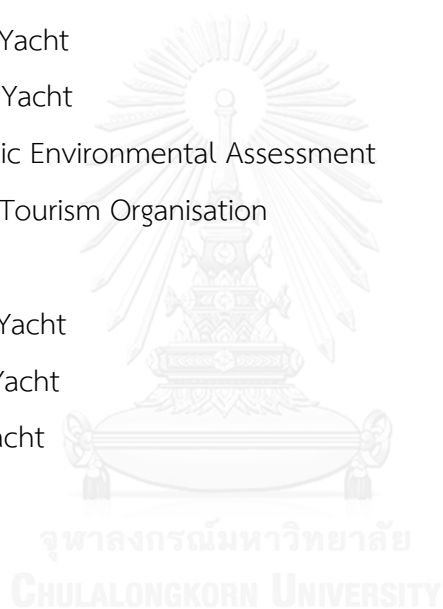 Yacht
Yacht
ic Environmental Assessment
Tourism Organisation
Yacht
Yacht
acht
จุฬาลงกรณ์มหาวิทยาลัย
CHULALONGKORN UNIVERSITY